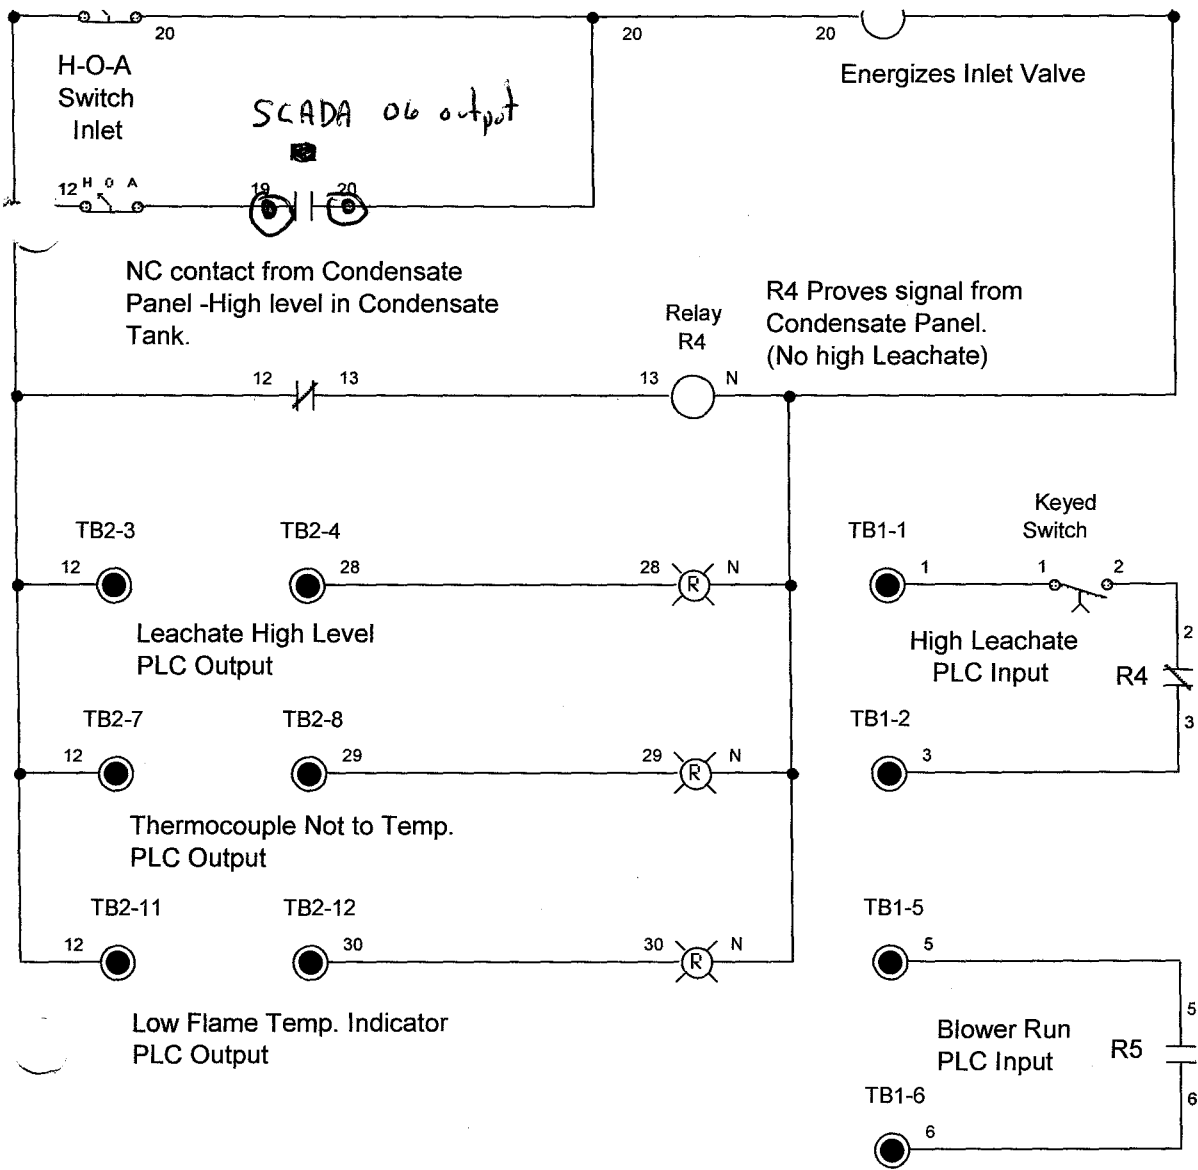 20
20
20
H-O-A
Switch
Inlet
Energizes Inlet Valve
SCADA 06 output
12 H O A
19
20
NC contact from Condensate
Panel -High level in Condensate
Tank.
R4 Proves signal from
Condensate Panel.
(No high Leachate)
Relay
R4
12
13
13
N
TB2-3
TB2-4
12
28
28
N
Leachate High Level
PLC Output
TB1-1
Keyed
Switch
1
1
2
High Leachate
PLC Input
2
R4
3
TB2-7
TB2-8
12
29
29
N
Thermocouple Not to Temp.
PLC Output
TB1-2
3
TB2-11
TB2-12
12
30
30
N
Low Flame Temp. Indicator
PLC Output
TB1-5
5
5
Blower Run
PLC Input
R5
6
TB1-6
6